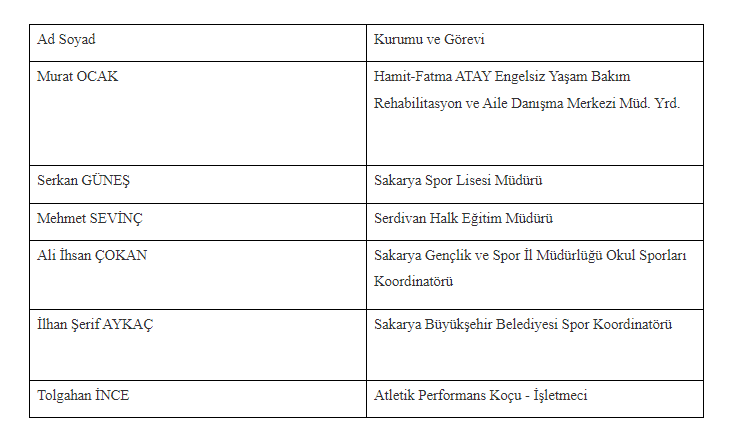 Ad Soyad
Kurumu ve Görevi
Murat OCAK
Hamit-Fatma ATAY Engelsiz Yaşam Bakım
Rehabilitasyon ve Aile Danışma Merkezi Müd. Yrd.
Serkan GÜNEŞ
Sakarya Spor Lisesi Müdürü
Mehmet SEVİNÇ
Serdivan Halk Eğitim Müdürü
Ali İhsan ÇOKAN
Sakarya Gençlik ve Spor İl Müdürlüğü Okul Sporları
Koordinatörü
İlhan Şerif AYKAÇ
Sakarya Büyükşehir Belediyesi Spor Koordinatörü
Tolgahan İNCE
Atletik Performans Koçu - İşletmeci